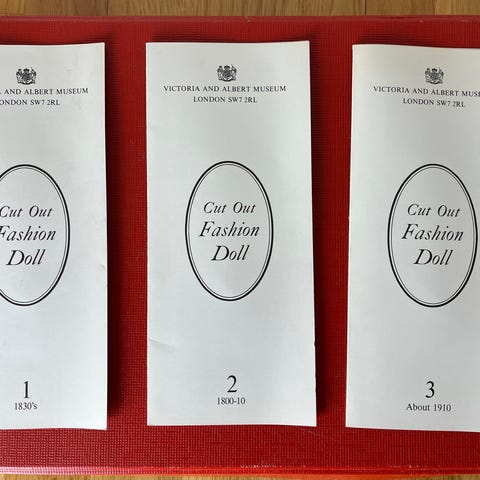 A AND ALBERT MUSEUM
ONDON SW7 2RL
Cut Out
Fashion
Doll
1
1830's
VICTORIA AND ALBERT MUSEUM
LONDON SW7 2RL
Cut Out
Fashion
Doll
2
1800-10
VICTORIA AND ALBERT MUSE
LONDON SW7 2RL
Cut Out
Fashion
Doll
3
About 1910